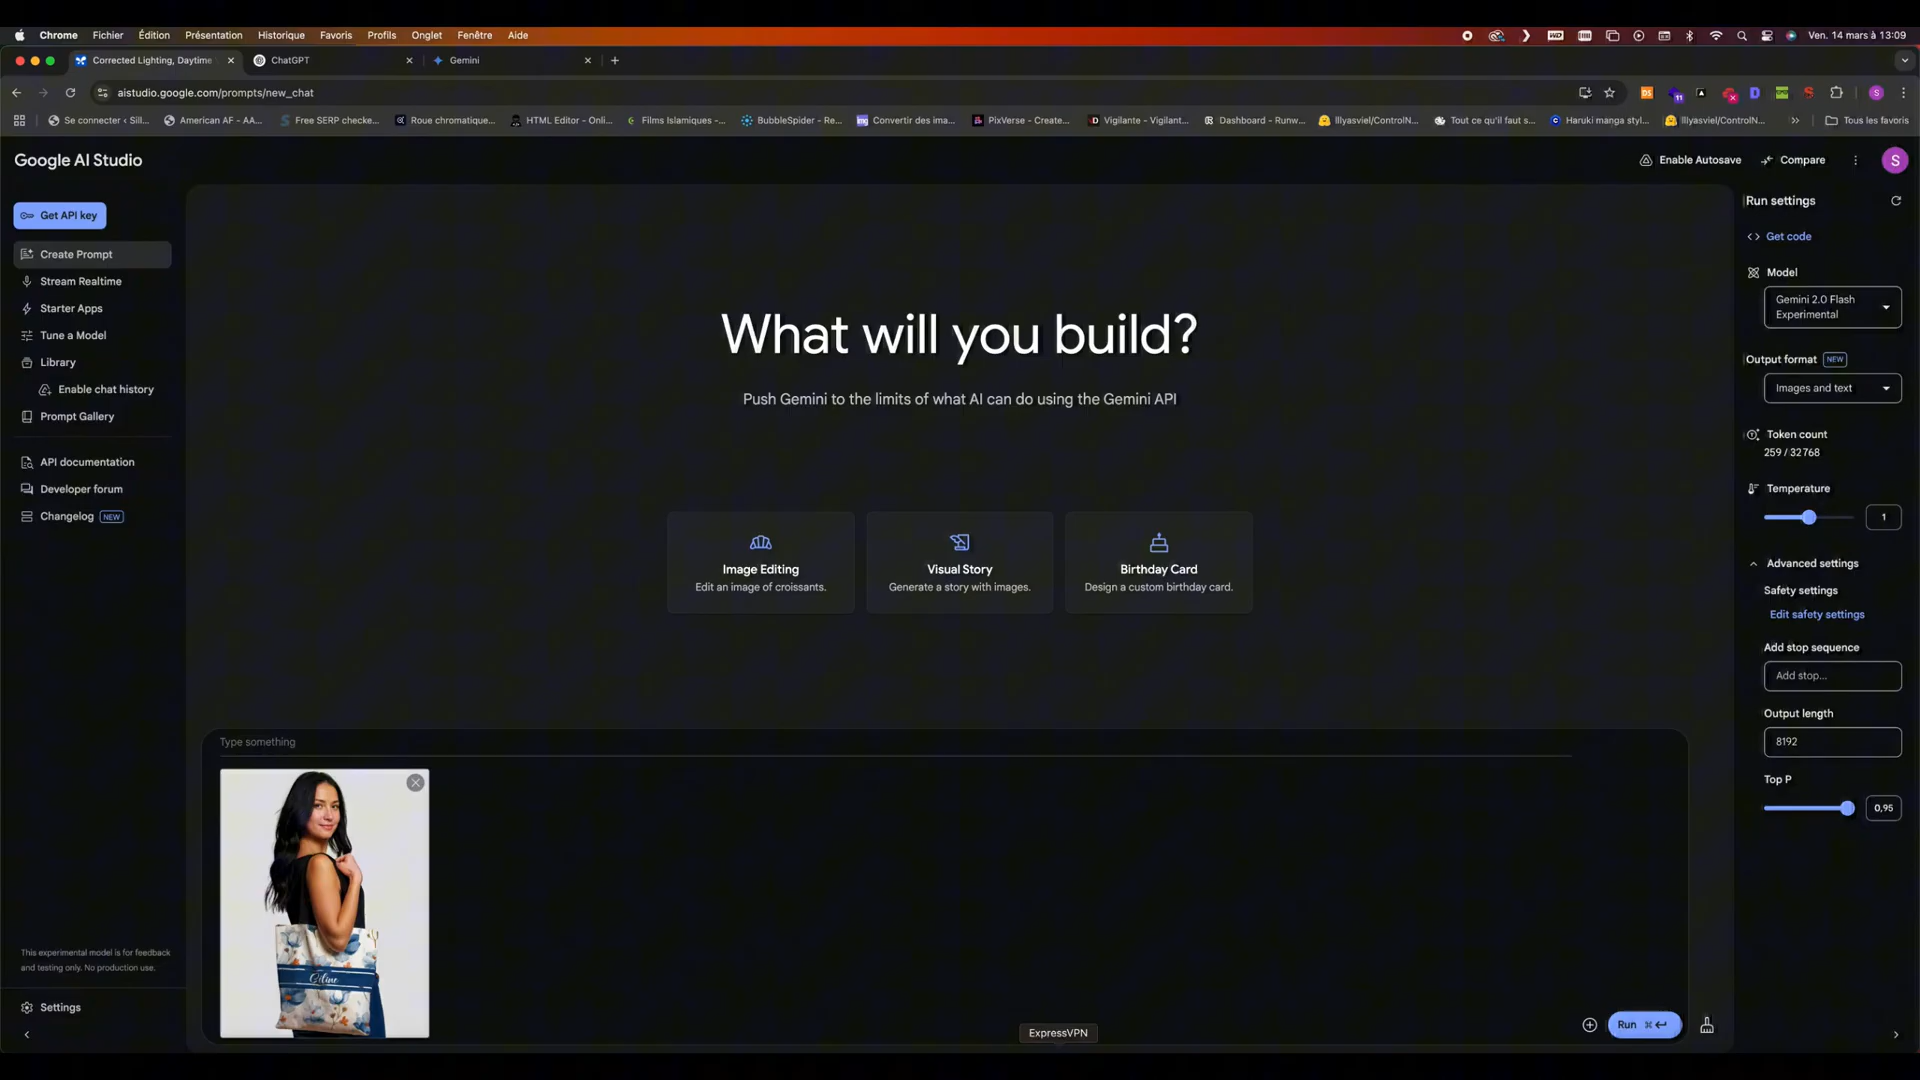 Chrome Fichier Édition Présentation Historique Favoris Profils Onglet Fenêtre Aide
Ven. 14 mars à 13:09
Corrected Lighting, Daytime
ChatGPT
Gemini
aistudio.google.com/prompts/new_chat
Se connecter ‹ Sill...
American AF - AA...
Free SERP checke...
Roue chromatique...
HTML Editor - Onli...
Films Islamiques -...
BubbleSpider - Re...
Convertir des ima...
PixVerse - Create...
Vigilante - Vigilant...
Dashboard - Runw...
lllyasviel/ControlN...
Tout ce qu'il faut s...
Haruki manga styl...
lllyasviel/ControlN...
Tous les favoris
Google AI Studio
Enable Autosave
Compare
S
Get API key
Create Prompt
Stream Realtime
Starter Apps
Tune a Model
Library
Enable chat history
Prompt Gallery
API documentation
Developer forum
Changelog NEW
This experimental model is for feedback
and testing only. No production use.
Settings
What will you build?
Push Gemini to the limits of what AI can do using the Gemini API
Image Editing
Edit an image of croissants.
Visual Story
Generate a story with images.
Birthday Card
Design a custom birthday card.
Type something
Céline
ExpressVPN
Run
Run settings
Get code
Model
Gemini 2.0 Flash
Experimental
Output format NEW
Images and text
Token count
259 / 32 768
Temperature
1
Advanced settings
Safety settings
Edit safety settings
Add stop sequence
Add stop...
Output length
8192
Top P
0,95